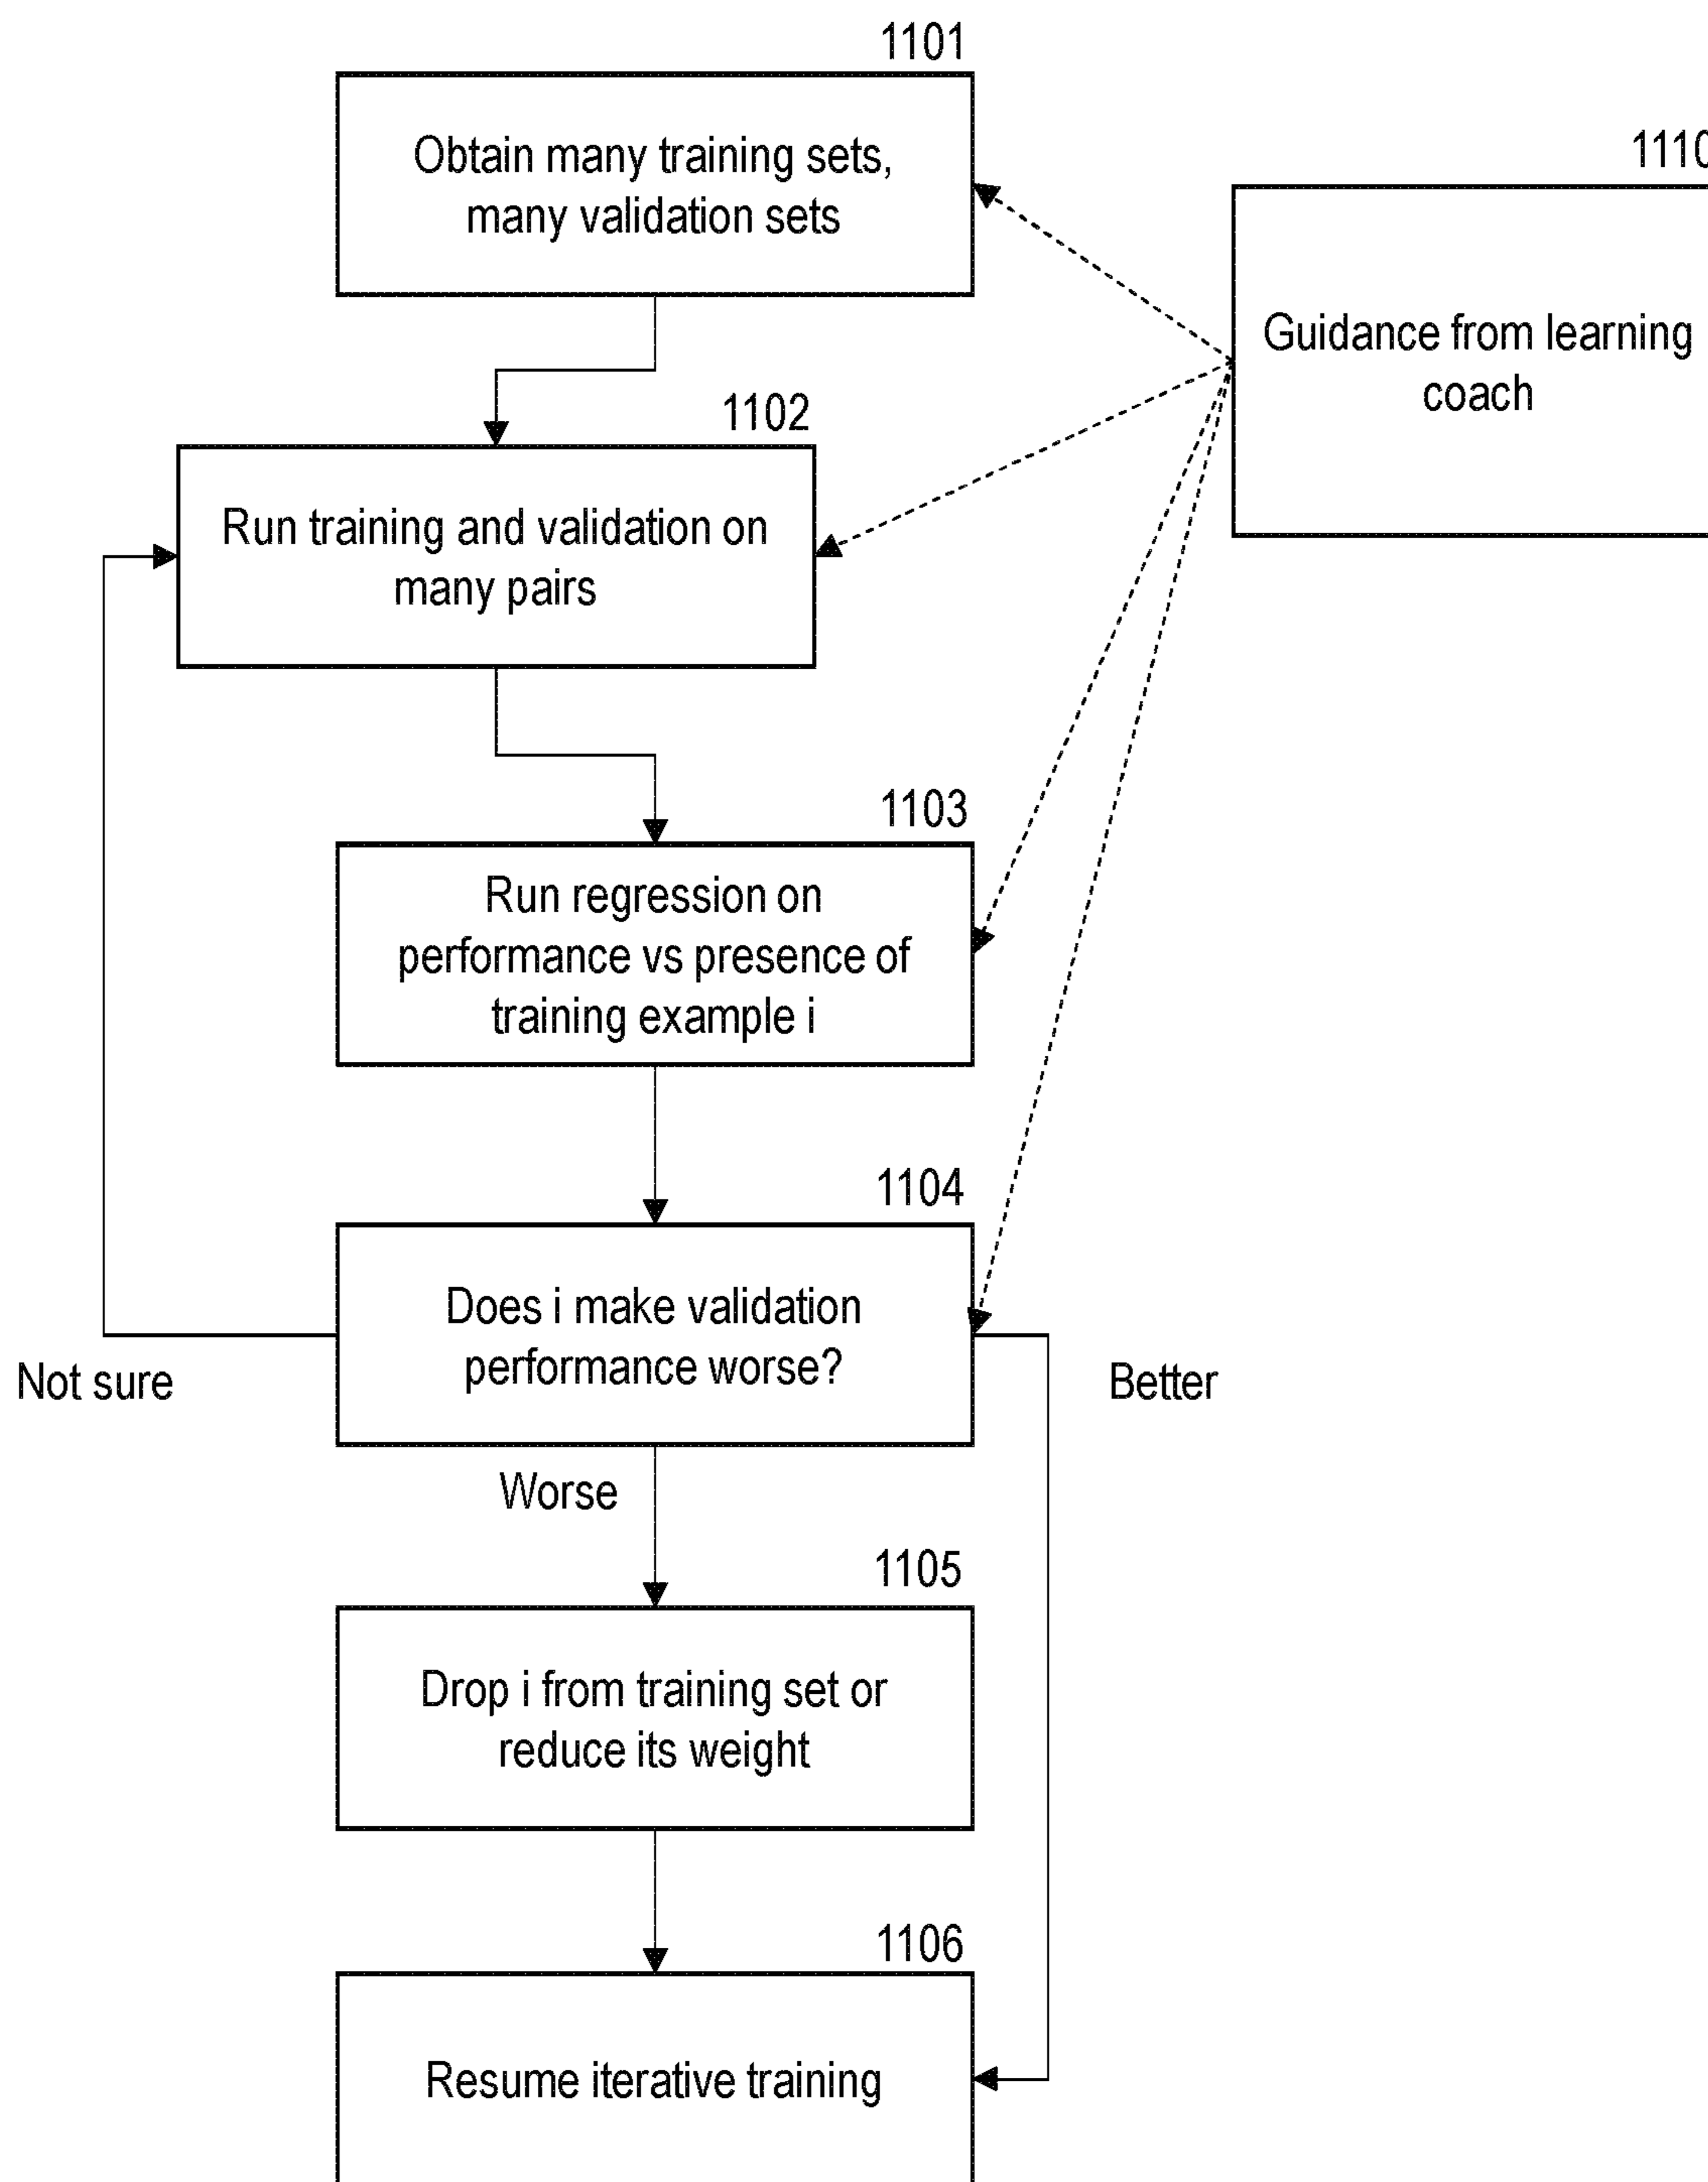 1101
Obtain many training sets,
many validation sets
1110
Guidance from learning
coach
1102
Run training and validation on
many pairs
1103
Run regression on
performance vs presence of
training example i
1104
Does i make validation
performance worse?
Not sure
Better
Worse
1105
Drop i from training set or
reduce its weight
1106
Resume iterative training